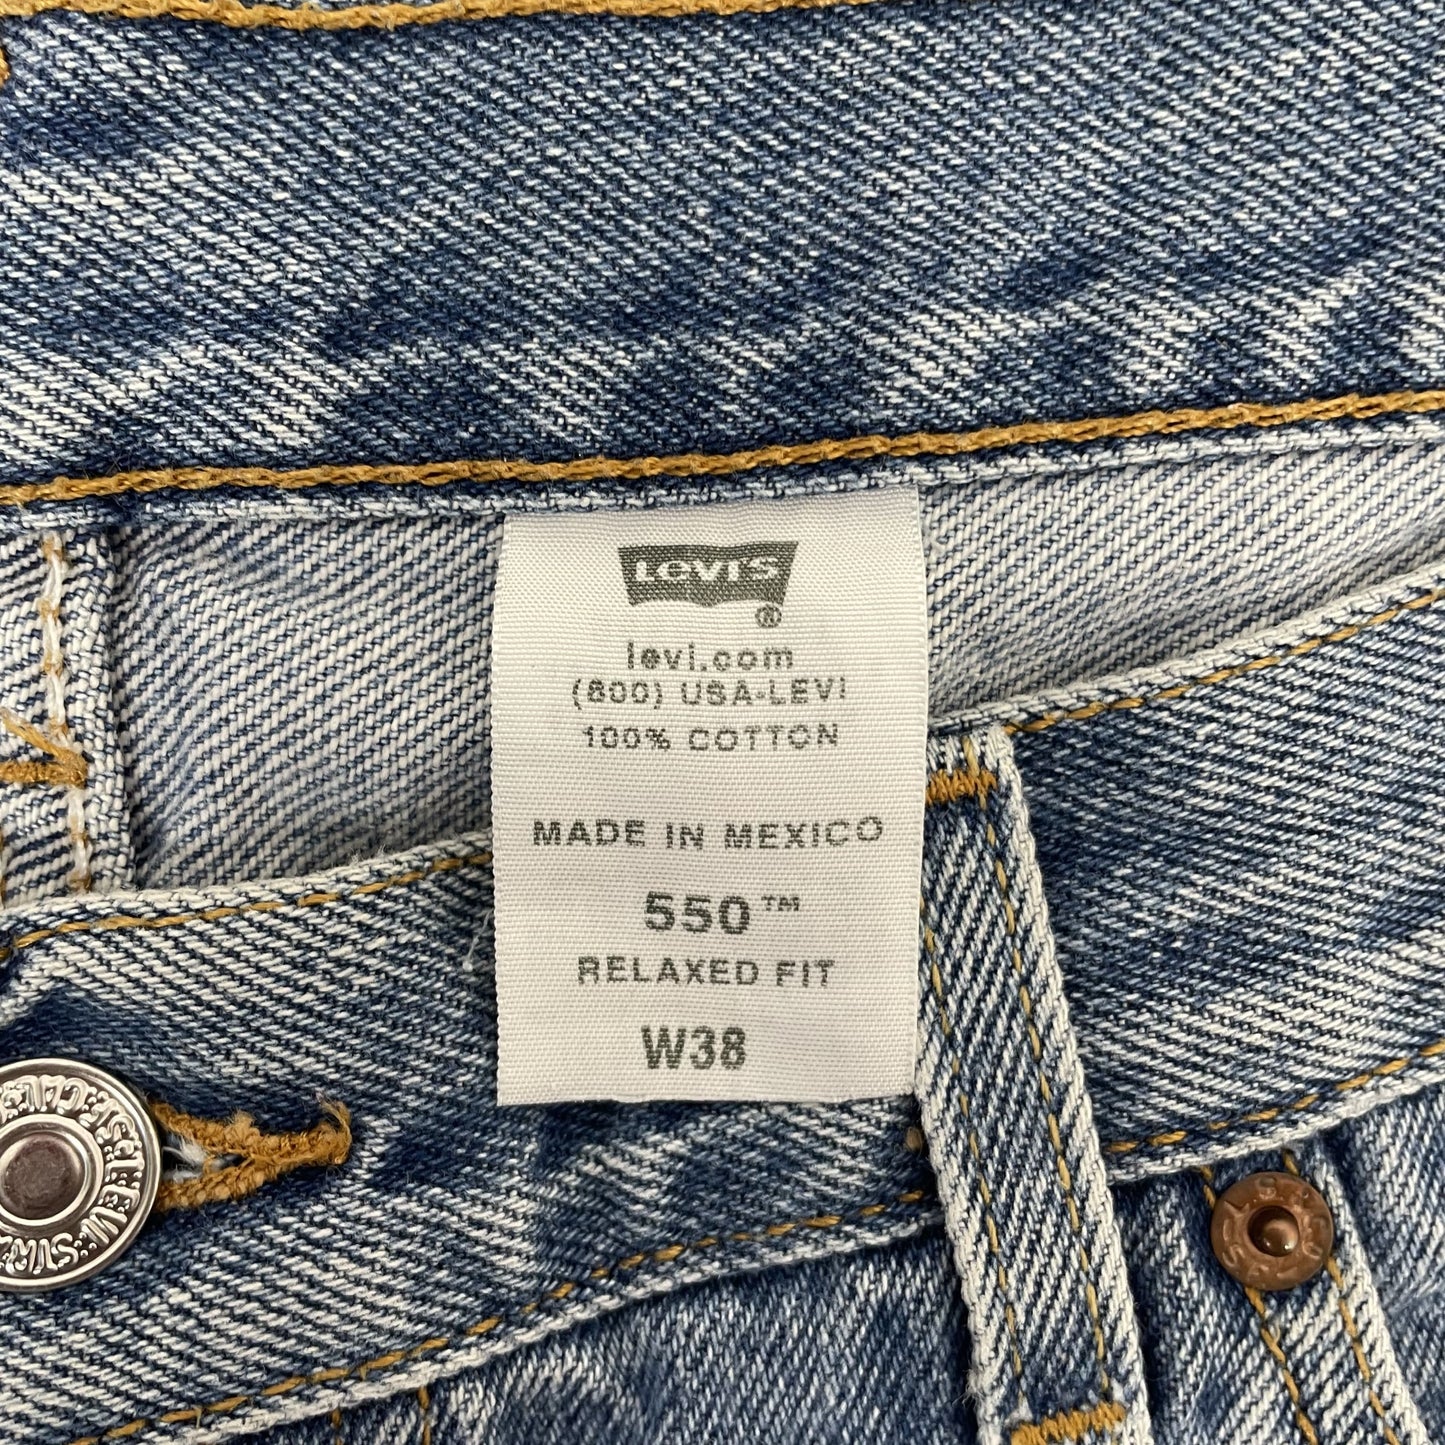 LEVI'S
®
levi.com
(800) USA-LEVI
100% COTTON
MADE IN MEXICO
550™
RELAXED FIT
W38